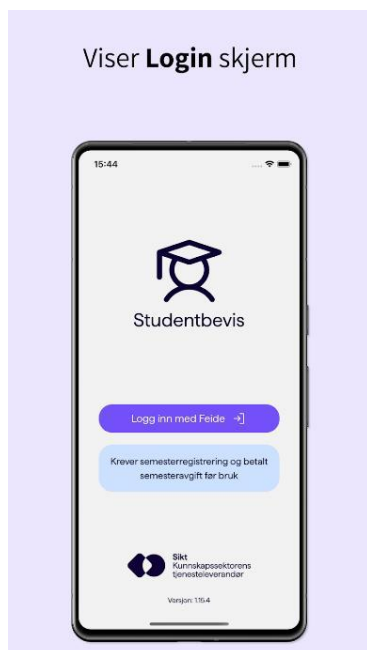 Viser Login skjerm
15:44
Studentbevis
Logg inn med Feide
Krever semesterregistrering og betalt
semesteravgift før bruk
Sikt
Kunnskapssektorens
tjenesteleverandør
Versjon: 1.15.4